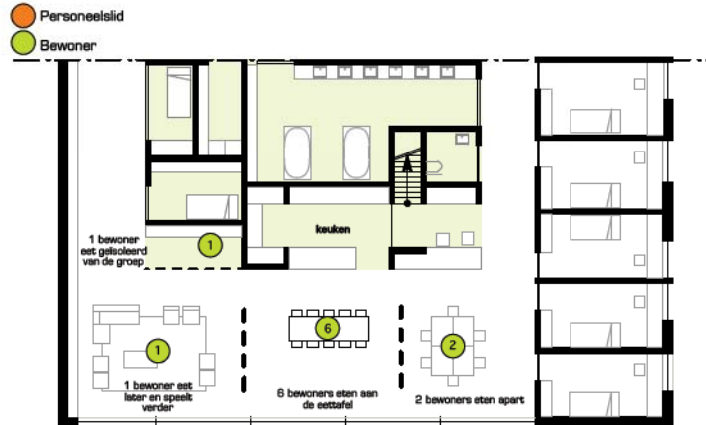 Personeelslid
Bewoner
keuken
1 bewoner
eet geïsoleerd
van de groep
1
1
1 bewoner eet
later en speelt
verder
6
6 bewoners eten aan
de eettafel
2
2 bewoners eten apart